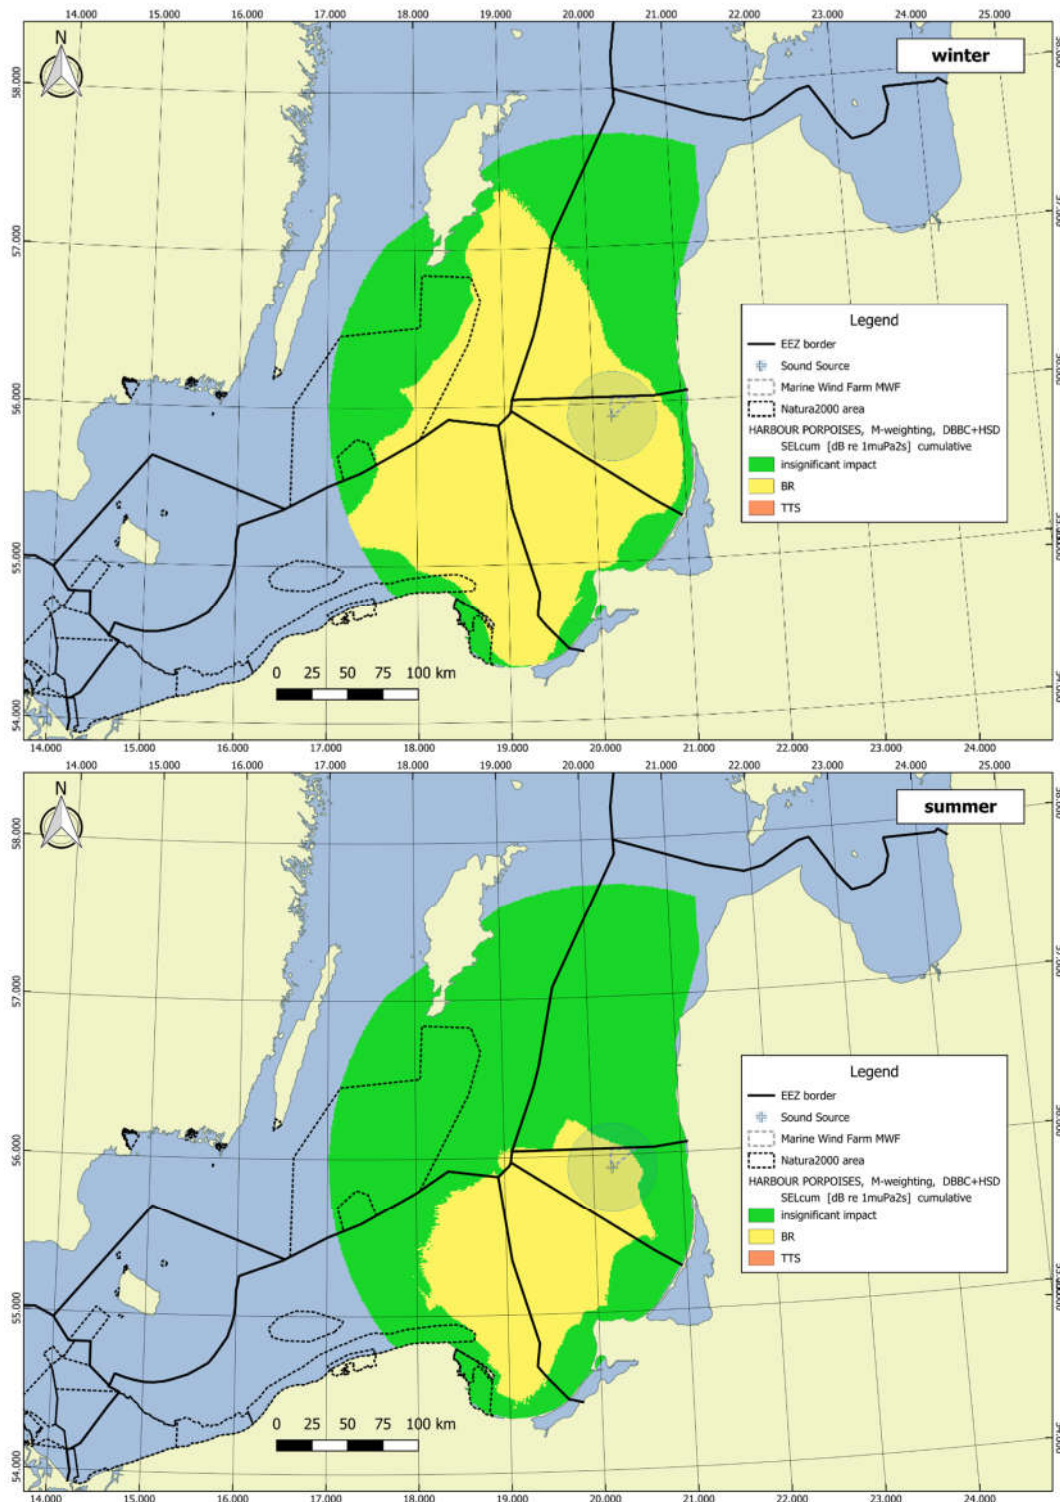 14.000 15.000 16.000 17.000 18.000 19.000 20.000 21.000 22.000 23.000 24.000 25.000
N
winter
58.000
57.000
56.000
55.000
54.000
Legend
EEZ border
Sound Source
Marine Wind Farm MWF
Natura2000 area
HARBOUR PORPOISES, M-weighting, DBBC+HSD
SELcum [dB re 1muPa2s] cumulative
insignificant impact
BR
TTS
0 25 50 75 100 km
14.000 15.000 16.000 17.000 18.000 19.000 20.000 21.000 22.000 23.000 24.000
14.000 15.000 16.000 17.000 18.000 19.000 20.000 21.000 22.000 23.000 24.000 25.000
N
summer
58.000
57.000
56.000
55.000
54.000
Legend
EEZ border
Sound Source
Marine Wind Farm MWF
Natura2000 area
HARBOUR PORPOISES, M-weighting, DBBC+HSD
SELcum [dB re 1muPa2s] cumulative
insignificant impact
BR
TTS
0 25 50 75 100 km
14.000 15.000 16.000 17.000 18.000 19.000 20.000 21.000 22.000 23.000 24.000